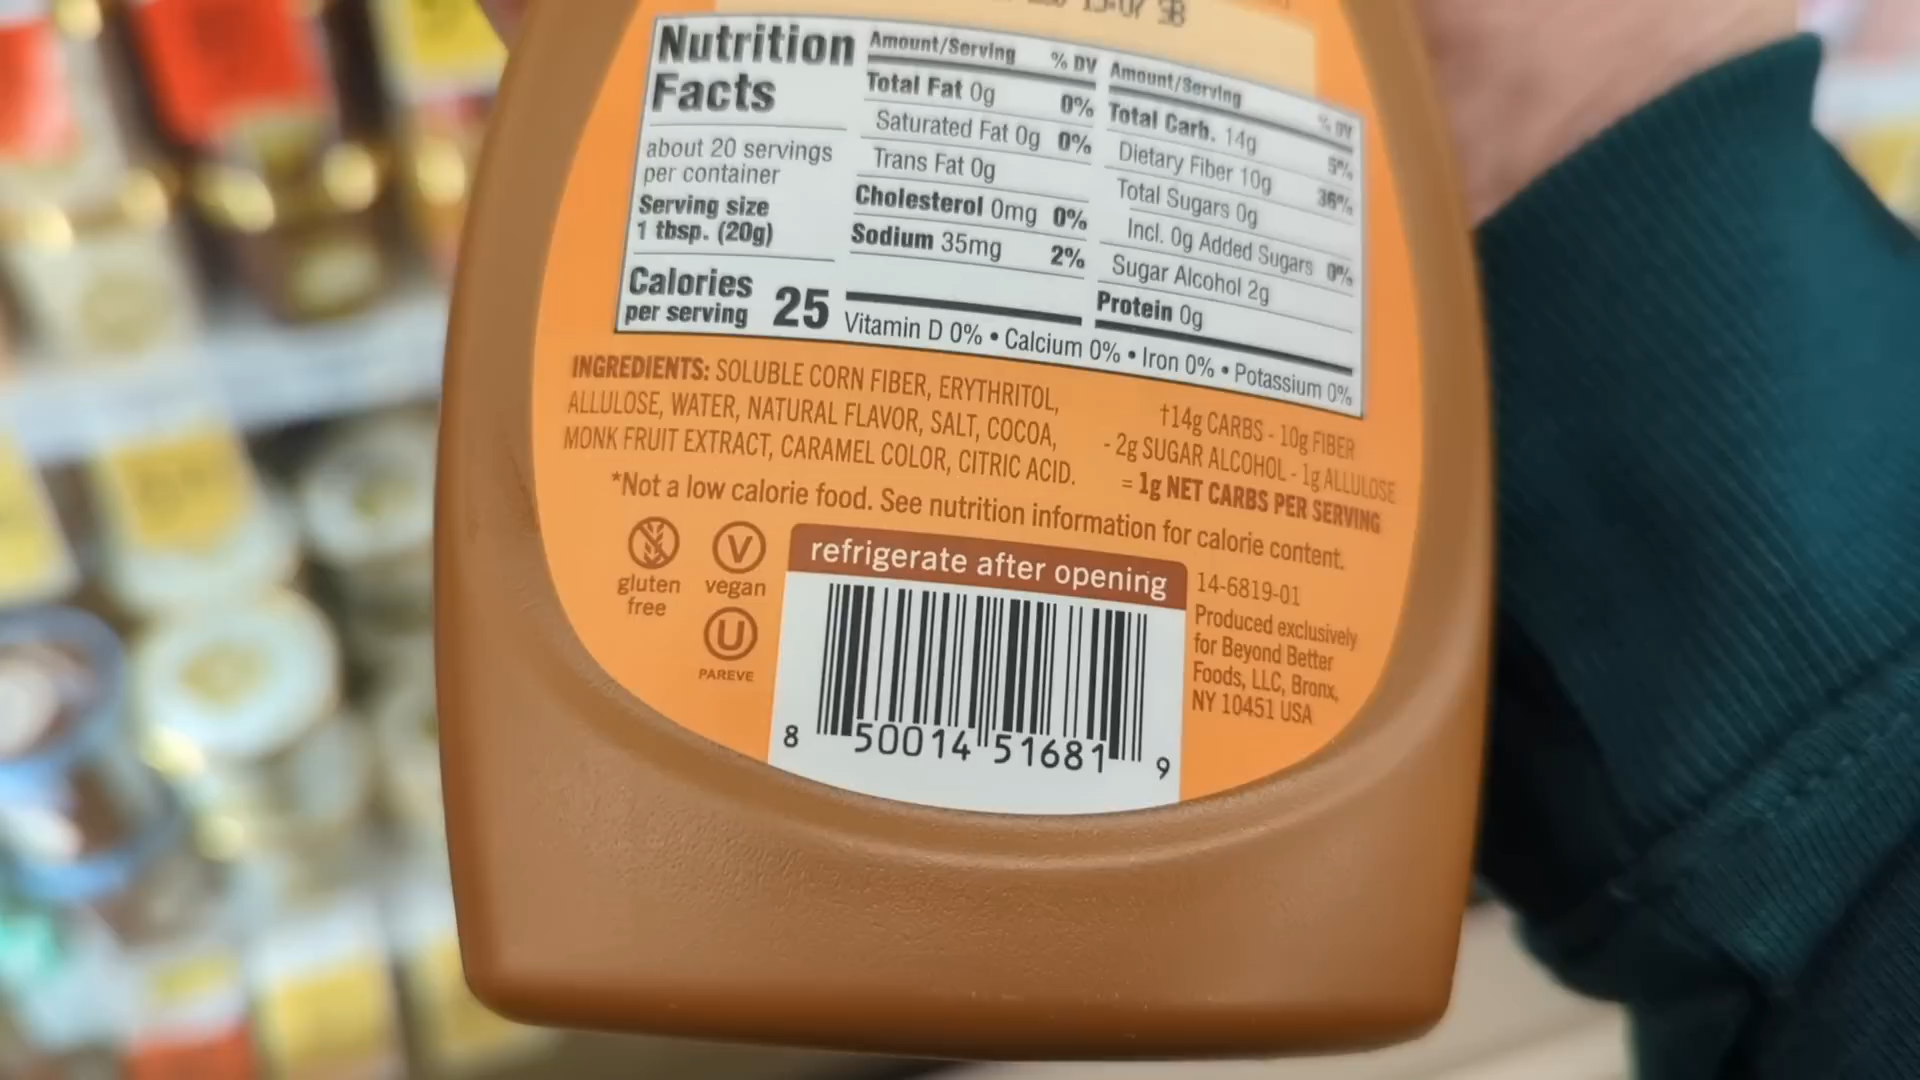 15:07 SB
Nutrition
Facts
about 20 servings
per container
Serving size
1 tbsp. (20g)
Calories
per serving 25
Amount/Serving % DV
Total Fat 0g 0%
Saturated Fat 0g 0%
Trans Fat 0g
Cholesterol 0mg 0%
Sodium 35mg 2%
Amount/Serving % DV
Total Carb. 14g 5%
Dietary Fiber 10g 36%
Total Sugars 0g
Incl. 0g Added Sugars 0%
Sugar Alcohol 2g
Protein 0g
Vitamin D 0% • Calcium 0% • Iron 0% • Potassium 0%
INGREDIENTS: SOLUBLE CORN FIBER, ERYTHRITOL,
ALLULOSE, WATER, NATURAL FLAVOR, SALT, COCOA,
MONK FRUIT EXTRACT, CARAMEL COLOR, CITRIC ACID.
†14g CARBS - 10g FIBER
- 2g SUGAR ALCOHOL - 1g ALLULOSE
= 1g NET CARBS PER SERVING
*Not a low calorie food. See nutrition information for calorie content.
gluten
free
V
vegan
U
PAREVE
refrigerate after opening
8 50014 51681 9
14-6819-01
Produced exclusively
for Beyond Better
Foods, LLC, Bronx,
NY 10451 USA